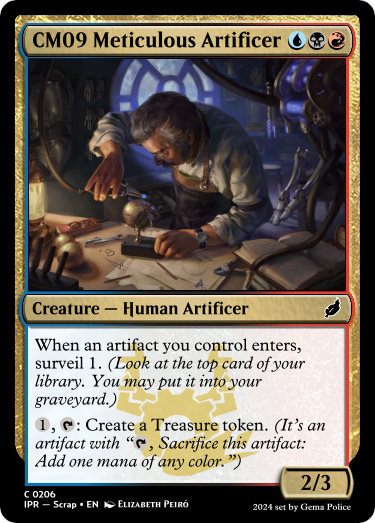 CM09 Meticulous Artificer
Creature — Human Artificer
When an artifact you control enters,
surveil 1. (Look at the top card of your
library. You may put it into your
graveyard.)
1, : Create a Treasure token. (It's an
artifact with “, Sacrifice this artifact:
Add one mana of any color.”)
2/3
C 0206
IPR — Scrap • EN Elizabeth Peiró
2024 set by Gema Police